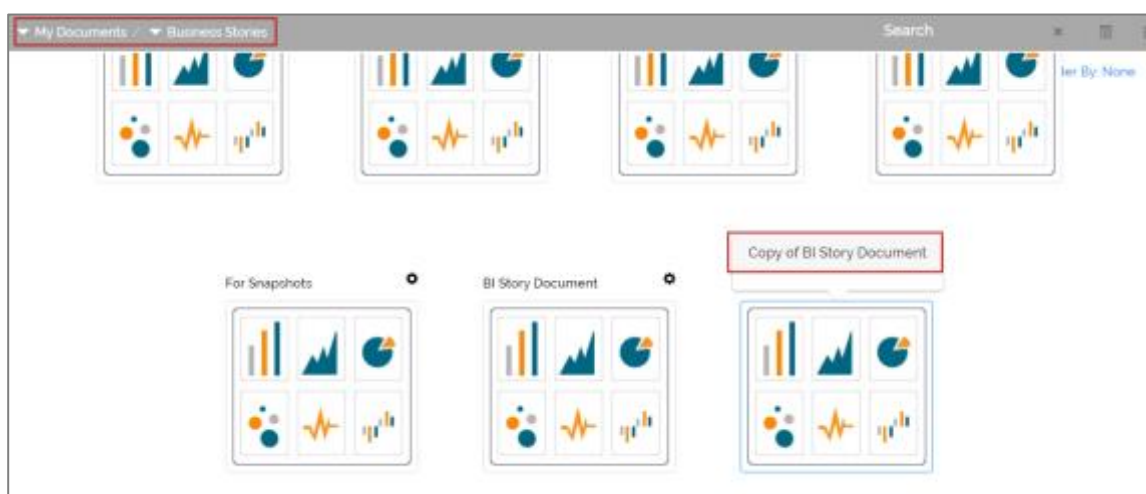 My Documents / Business Stories
Search
ler By: None
Copy of BI Story Document
For Snapshots
BI Story Document